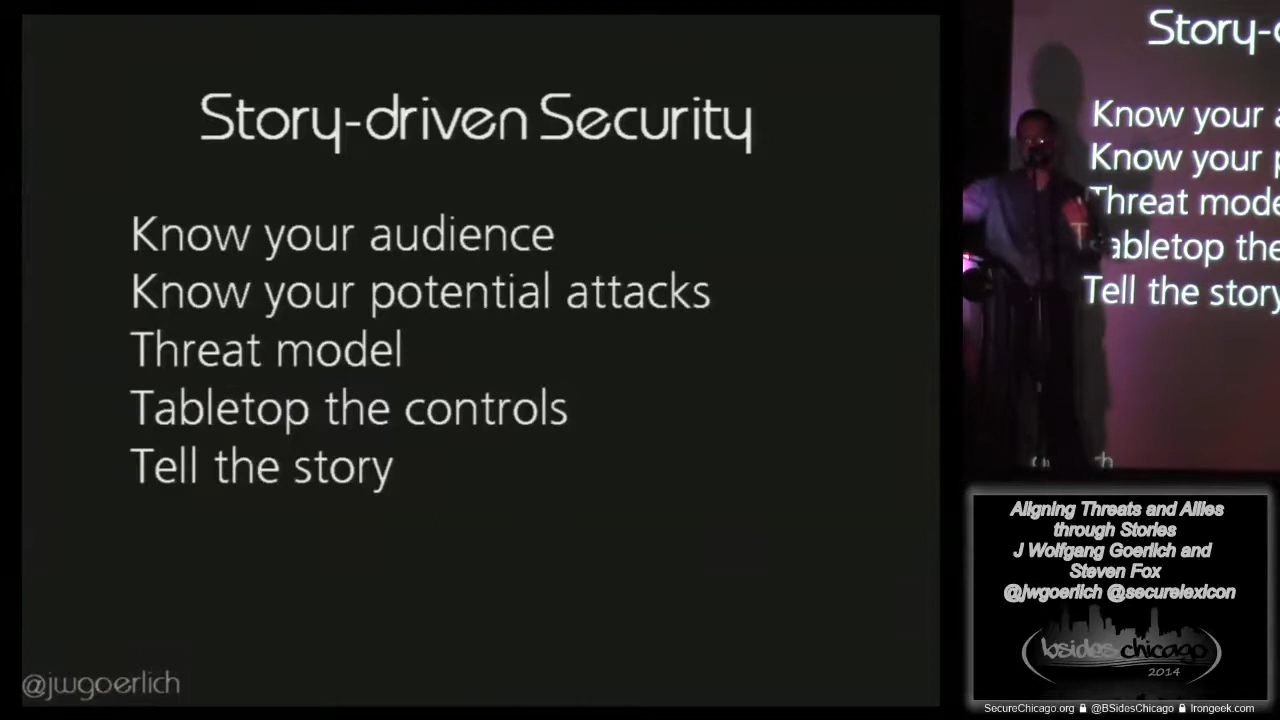 Story-driven Security
Know your audience
Know your potential attacks
Threat model
Tabletop the controls
Tell the story
@jwgoerlich
Story-
Know your
Know your
Threat mode
Tabletop the
Tell the story
Aligning Threats and Allies
through Stories
J Wolfgang Goerlich and
Steven Fox
@jwgoerlich @securelexicon
bsides chicago
2014
SecureChicago.org @BSidesChicago Irongeek.com